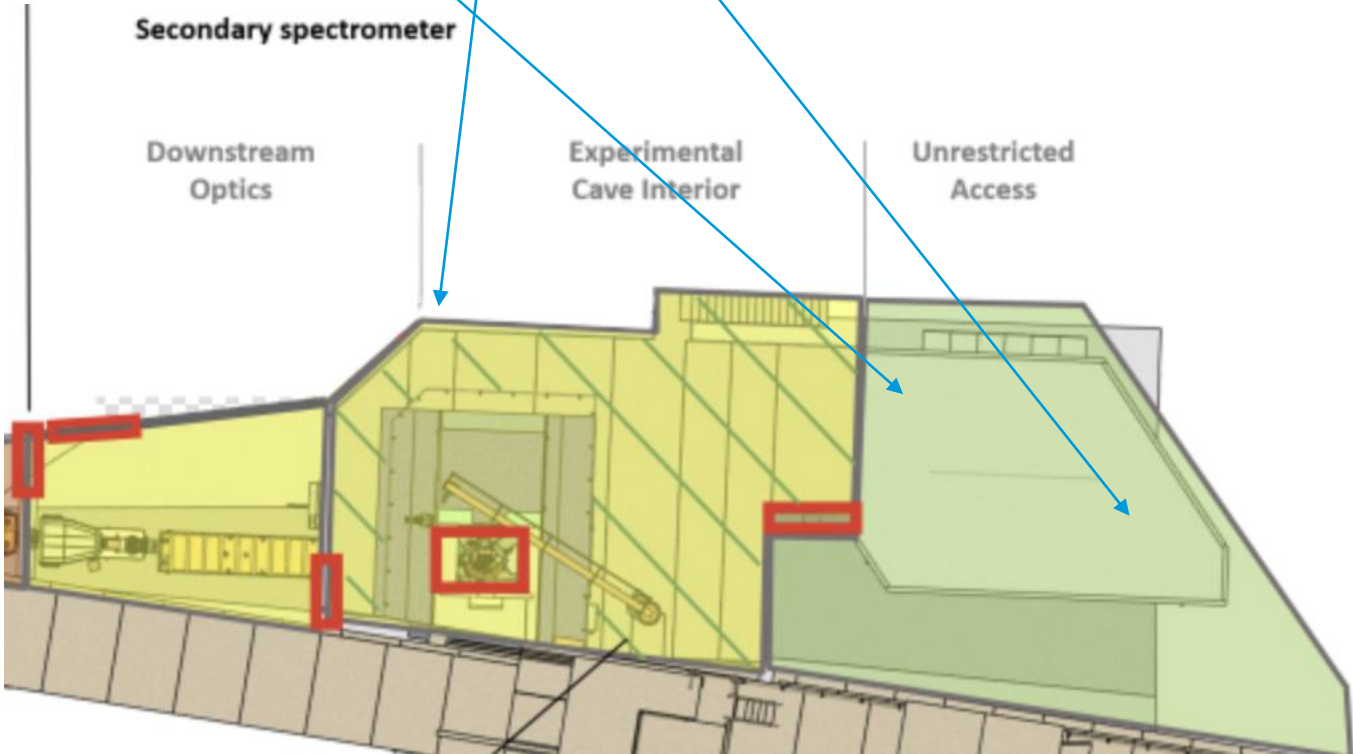 Secondary spectrometer
Downstream
Optics
Experimental
Cave Interior
Unrestricted
Access